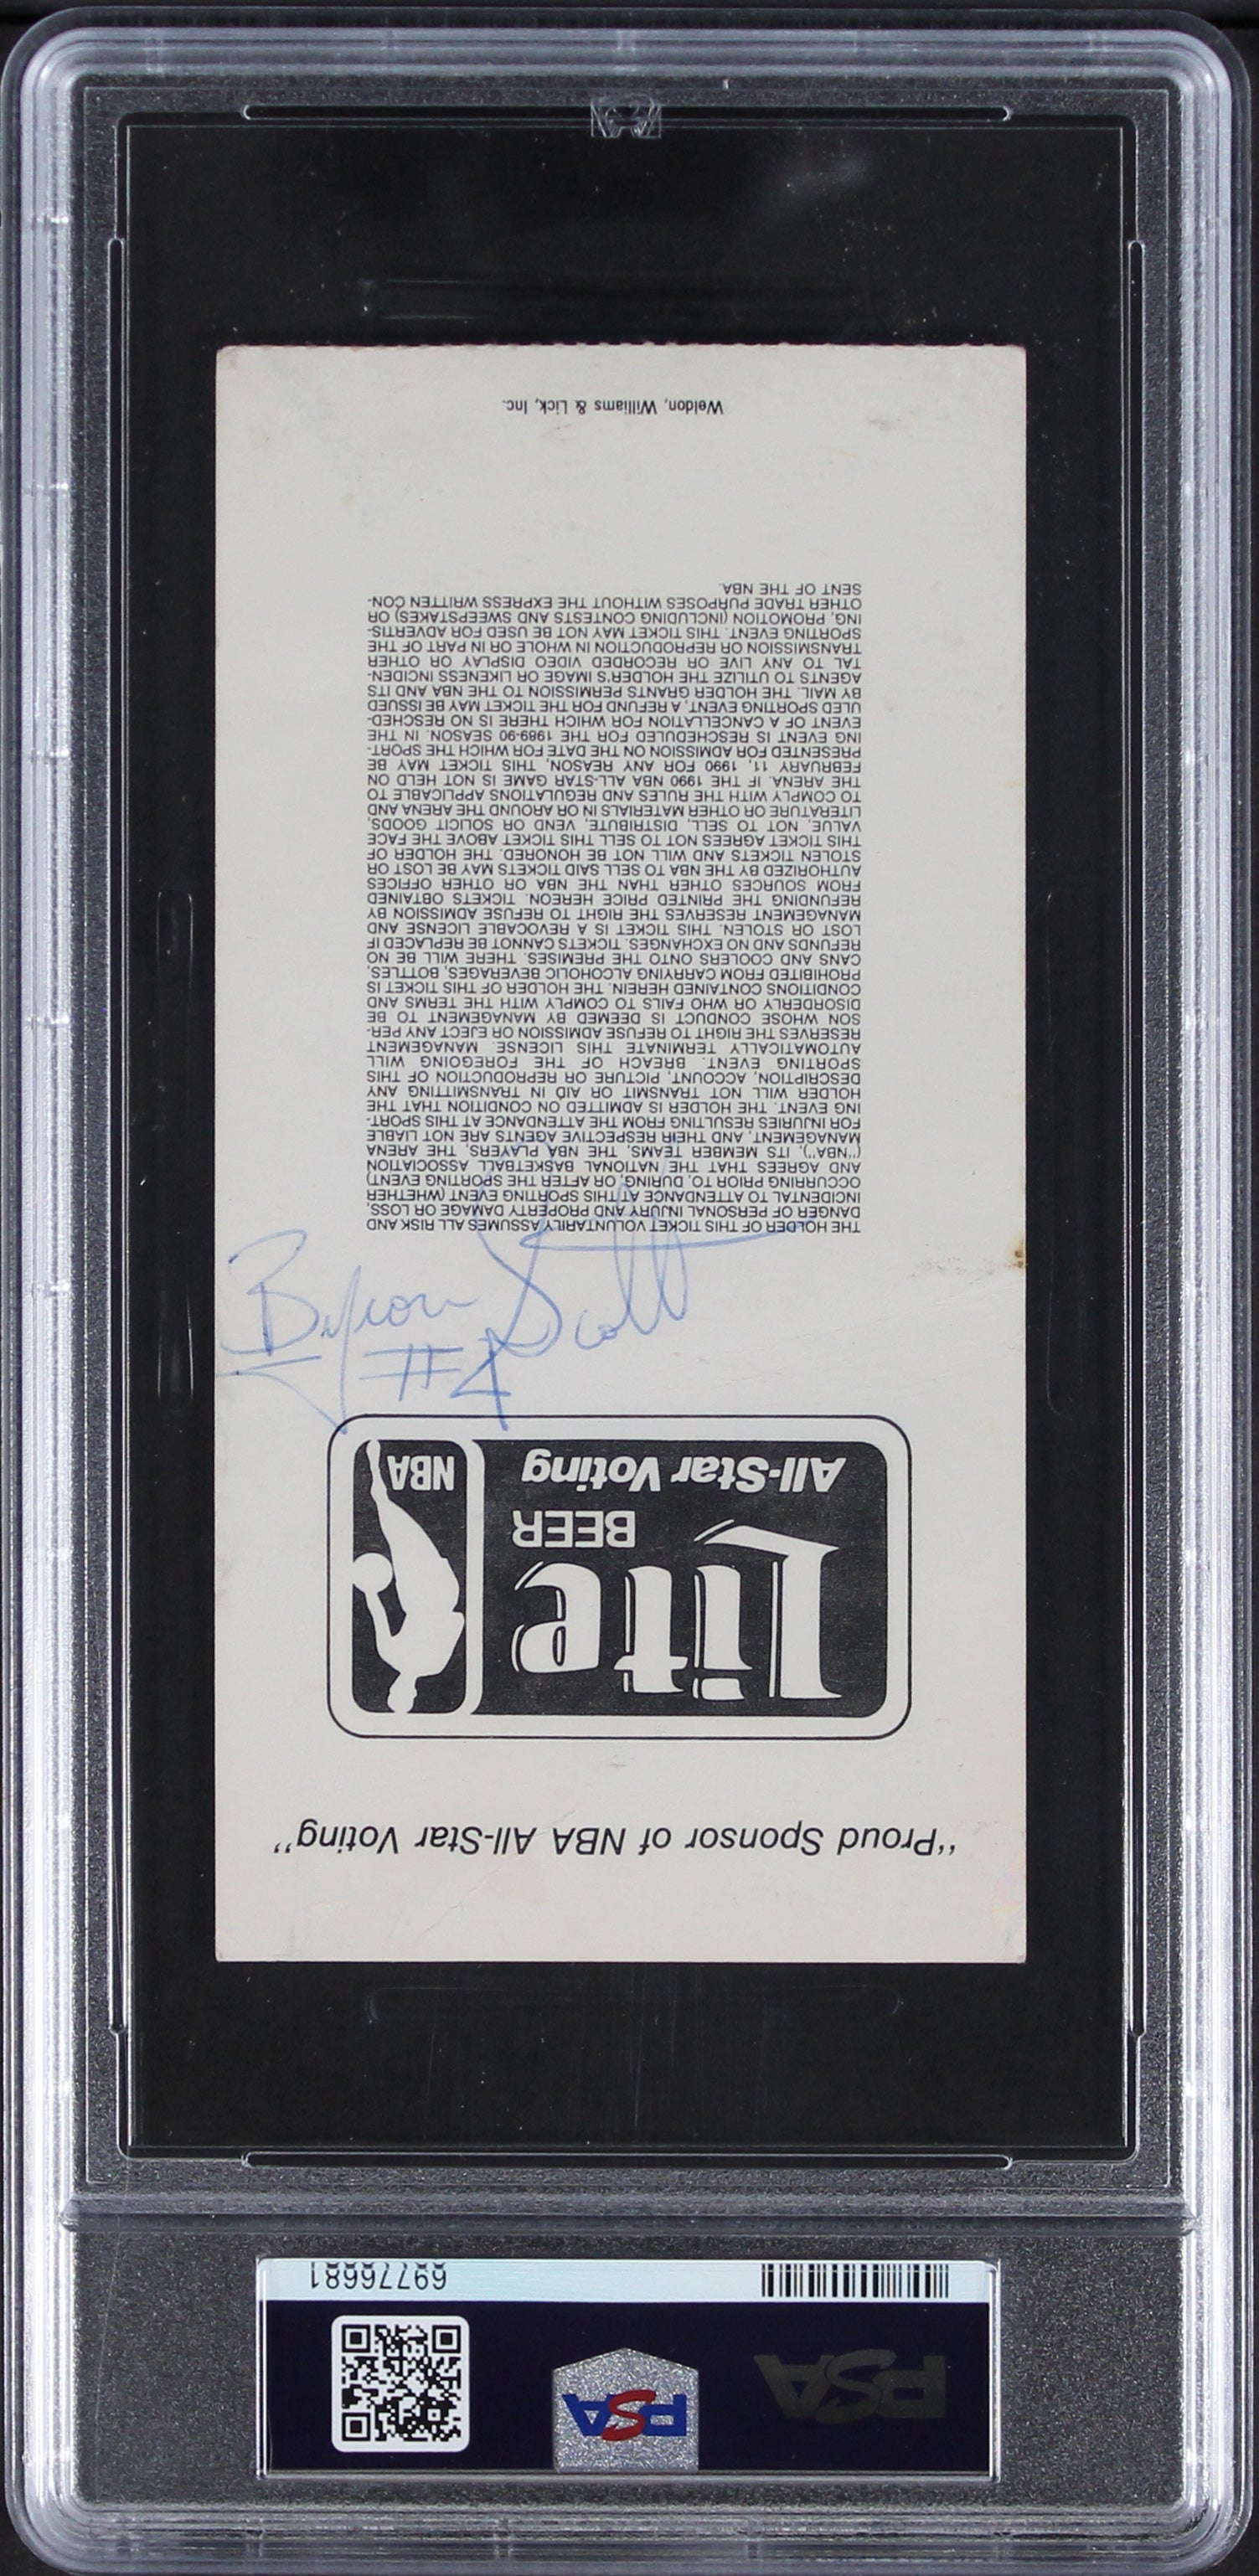 PSA
PSA
69776681
"Proud Sponsor of NBA All-Star Voting"
Lite
BEER
All-Star Voting
NBA
Byron Scott
#4
THE HOLDER OF THIS TICKET VOLUNTARILY ASSUMES ALL RISK AND
DANGER OF PERSONAL INJURY AND PROPERTY DAMAGE OR LOSS,
INCIDENTAL TO ATTENDANCE AT THIS SPORTING EVENT (WHETHER
OCCURRING PRIOR TO, DURING, OR AFTER THE SPORTING EVENT)
AND AGREES THAT THE NATIONAL BASKETBALL ASSOCIATION
("NBA"), ITS MEMBER TEAMS, THE NBA PLAYERS, THE ARENA
MANAGEMENT, AND THEIR RESPECTIVE AGENTS ARE NOT LIABLE
FOR INJURIES RESULTING FROM THE ATTENDANCE AT THIS SPORT-
ING EVENT. THE HOLDER IS ADMITTED ON CONDITION THAT THE
HOLDER WILL NOT TRANSMIT OR AID IN TRANSMITTING ANY
DESCRIPTION, ACCOUNT, PICTURE OR REPRODUCTION OF THIS
SPORTING EVENT. BREACH OF THE FOREGOING WILL
AUTOMATICALLY TERMINATE THIS LICENSE. MANAGEMENT
RESERVES THE RIGHT TO REFUSE ADMISSION OR EJECT ANY PER-
SON WHOSE CONDUCT IS DEEMED BY MANAGEMENT TO BE
DISORDERLY OR WHO FAILS TO COMPLY WITH THE TERMS AND
CONDITIONS CONTAINED HEREIN. THE HOLDER OF THIS TICKET IS
PROHIBITED FROM CARRYING ALCOHOLIC BEVERAGES, BOTTLES,
CANS AND COOLERS ONTO THE PREMISES. THERE WILL BE NO
REFUNDS AND NO EXCHANGES. TICKETS CANNOT BE REPLACED IF
LOST OR STOLEN. THIS TICKET IS A REVOCABLE LICENSE AND
MANAGEMENT RESERVES THE RIGHT TO REFUSE ADMISSION BY
REFUNDING THE PRINTED PRICE HEREON. TICKETS OBTAINED
FROM SOURCES OTHER THAN THE NBA OR OTHER OFFICES
AUTHORIZED BY THE NBA TO SELL SAID TICKETS MAY BE LOST OR
STOLEN TICKETS AND WILL NOT BE HONORED. THE HOLDER OF
THIS TICKET AGREES NOT TO SELL THIS TICKET ABOVE THE FACE
VALUE, NOT TO SELL, DISTRIBUTE, VEND OR SOLICIT GOODS,
LITERATURE OR OTHER MATERIALS IN OR AROUND THE ARENA AND
TO COMPLY WITH THE RULES AND REGULATIONS APPLICABLE TO
THE ARENA. IF THE 1990 NBA ALL-STAR GAME IS NOT HELD ON
FEBRUARY 11, 1990 FOR ANY REASON, THIS TICKET MAY BE
PRESENTED FOR ADMISSION ON THE DATE FOR WHICH THE SPORT-
ING EVENT IS RESCHEDULED FOR THE 1989-90 SEASON. IN THE
EVENT OF A CANCELLATION FOR WHICH THERE IS NO RESCHED-
ULED SPORTING EVENT, A REFUND FOR THE TICKET MAY BE ISSUED
BY MAIL. THE HOLDER GRANTS PERMISSION TO THE NBA AND ITS
AGENTS TO UTILIZE THE HOLDER'S IMAGE OR LIKENESS INCIDEN-
TAL TO ANY LIVE OR RECORDED VIDEO DISPLAY OR OTHER
TRANSMISSION OR REPRODUCTION IN WHOLE OR IN PART OF THE
SPORTING EVENT. THIS TICKET MAY NOT BE USED FOR ADVERTIS-
ING, PROMOTION (INCLUDING CONTESTS AND SWEEPSTAKES) OR
OTHER TRADE PURPOSES WITHOUT THE EXPRESS WRITTEN CON-
SENT OF THE NBA.
Weldon, Williams & Lick, Inc.